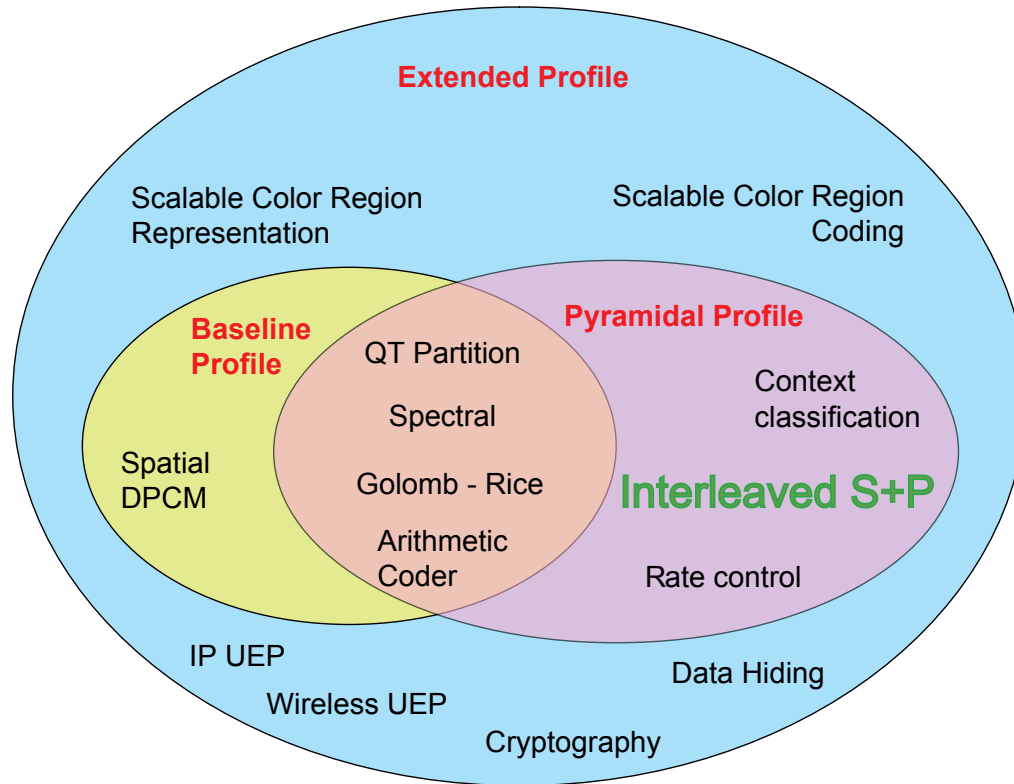 Extended Profile
Scalable Color Region
Representation
Scalable Color Region
Coding
Baseline
Profile
Pyramidal Profile
QT Partition
Spectral
Golomb - Rice
Arithmetic
Coder
Spatial
DPCM
Context
classification
Interleaved S+P
Rate control
IP UEP
Wireless UEP
Cryptography
Data Hiding